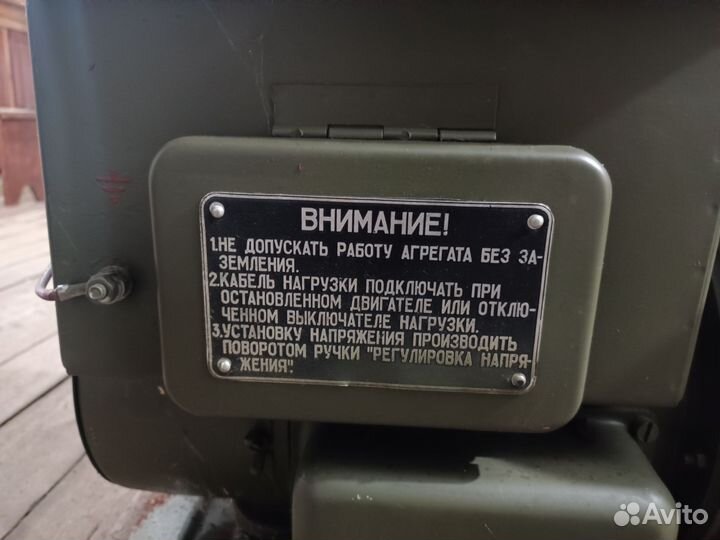 ВНИМАНИЕ!
1.НЕ ДОПУСКАТЬ РАБОТУ АГРЕГАТА БЕЗ ЗА-
ЗЕМЛЕНИЯ.
2.КАБЕЛЬ НАГРУЗКИ ПОДКЛЮЧАТЬ ПРИ
ОСТАНОВЛЕННОМ ДВИГАТЕЛЕ ИЛИ ОТКЛЮ-
ЧЕННОМ ВЫКЛЮЧАТЕЛЕ НАГРУЗКИ.
3.УСТАНОВКУ НАПРЯЖЕНИЯ ПРОИЗВОДИТЬ
ПОВОРОТОМ РУЧКИ "РЕГУЛИРОВКА НАПРЯ-
ЖЕНИЯ".
Avito